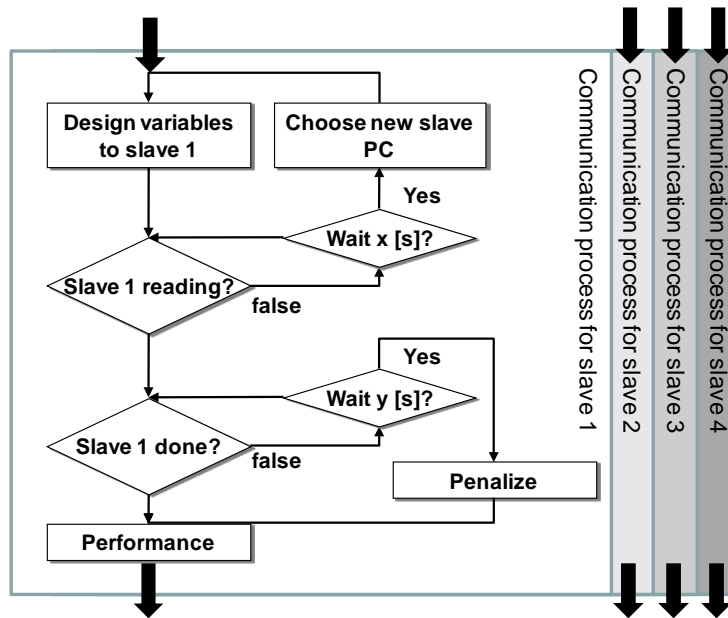 Design variables
to slave 1
Choose new slave
PC
Yes
Wait x [s]?
Slave 1 reading?
false
Yes
Wait y [s]?
Slave 1 done?
false
Penalize
Performance
Communication process for slave 1
Communication process for slave 2
Communication process for slave 3
Communication process for slave 4